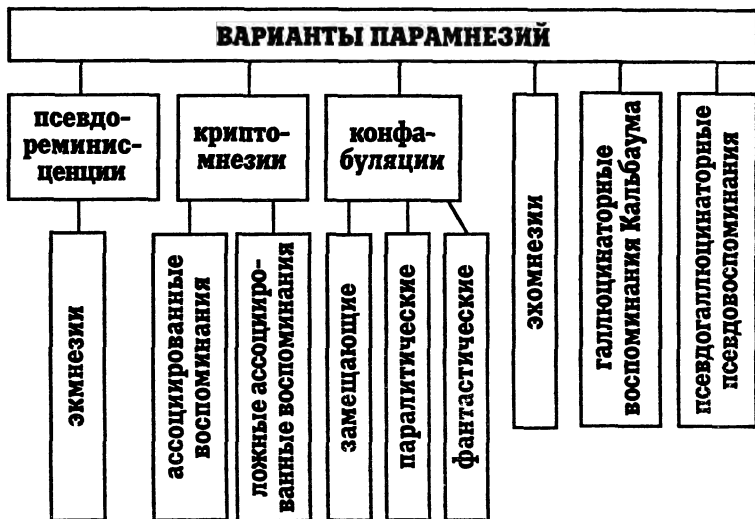 ВАРИАНТЫ ПАРАМНЕЗИЙ
псевдо-
реминис-
ценции
крипто-
мнезии
конфа-
буляции
экмнезии
ассоциированные
воспоминания
ложные ассоцииро-
ванные воспоминания
замещающие
паралитические
фантастические
эхомнезии
галлюцинаторные
воспоминания Кальбаума
псевдогаллюцинаторные
псевдовоспоминания